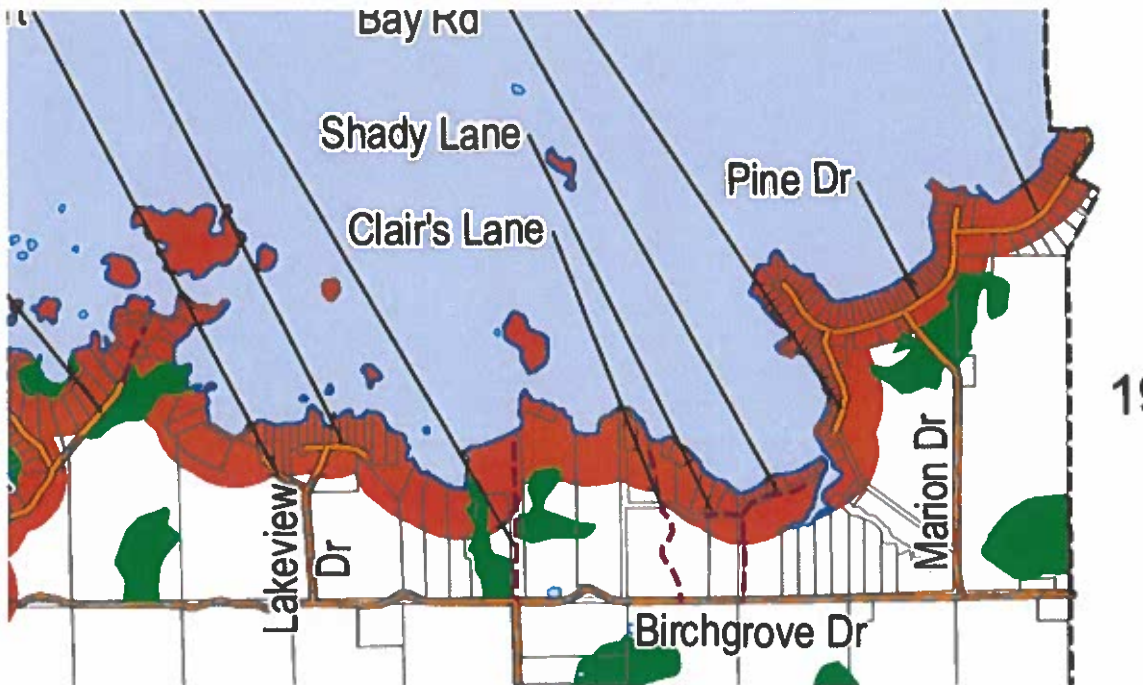 Bay Rd
Shady Lane
Pine Dr
Clair's Lane
Marion Dr
Lakeview
Dr
Birchgrove Dr